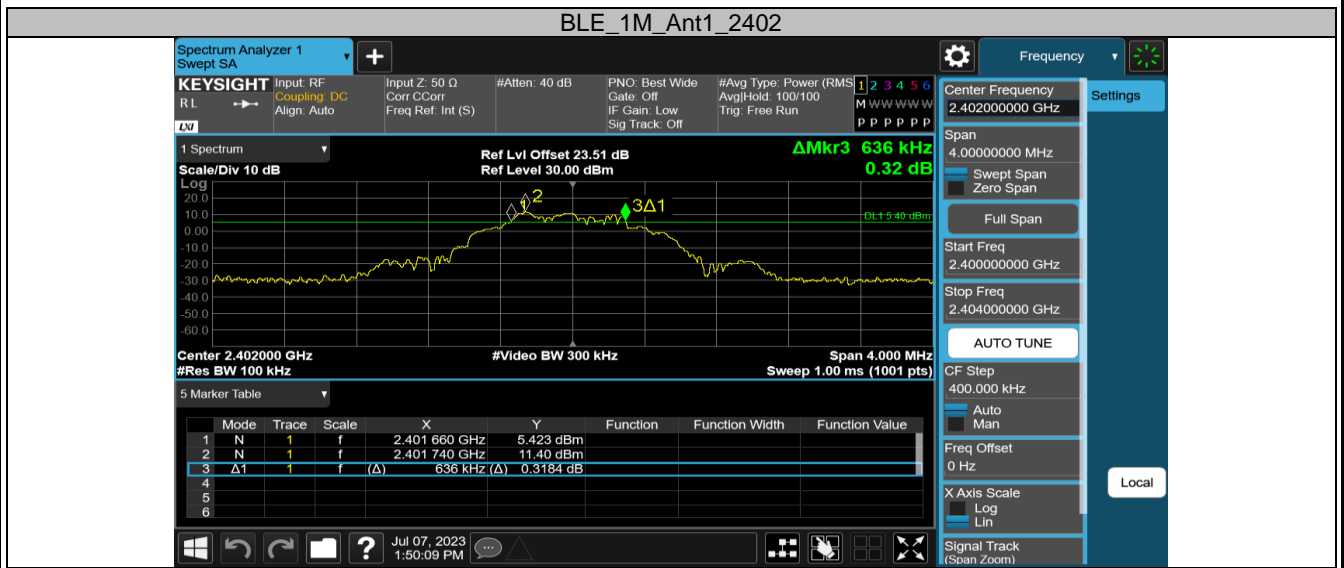 BLE_1M_Ant1_2402
Spectrum Analyzer 1
Swept SA
Frequency
KEYSIGHT
R L
LXI
Input: RF
Coupling: DC
Align: Auto
Input Z: 50 Ω
Corr CCorr
Freq Ref: Int (S)
#Atten: 40 dB
PNO: Best Wide
Gate: Off
IF Gain: Low
Sig Track: Off
#Avg Type: Power (RMS
Avg|Hold: 100/100
Trig: Free Run
1 2 3 4 5 6
M W W W W W
P P P P P P
Center Frequency
2.402000000 GHz
Settings
Span
4.00000000 MHz
Swept Span
Zero Span
Full Span
Start Freq
2.400000000 GHz
Stop Freq
2.404000000 GHz
AUTO TUNE
CF Step
400.000 kHz
Auto
Man
Freq Offset
0 Hz
X Axis Scale
Log
Lin
Signal Track
(Span Zoom)
Local
1 Spectrum
Scale/Div 10 dB
Ref Lvl Offset 23.51 dB
Ref Level 30.00 dBm
ΔMkr3 636 kHz
0.32 dB
Log
20.0
10.0
0.00
-10.0
-20.0
-30.0
-40.0
-50.0
-60.0
1
2
3Δ1
DL1 5.40 dBm
Center 2.402000 GHz
#Video BW 300 kHz
Span 4.000 MHz
#Res BW 100 kHz
Sweep 1.00 ms (1001 pts)
5 Marker Table
Mode Trace Scale X Y Function Function Width Function Value
1 N 1 f 2.401 660 GHz 5.423 dBm
2 N 1 f 2.401 740 GHz 11.40 dBm
3 Δ1 1 f (Δ) 636 kHz (Δ) 0.3184 dB
4
5
6
Jul 07, 2023
1:50:09 PM